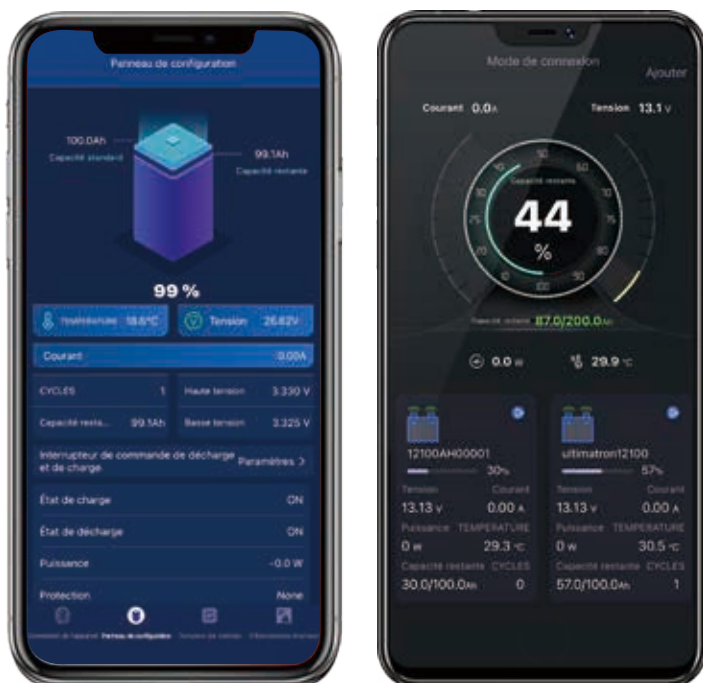 Panneau de configuration
100.0Ah
Capacité standard
99.1Ah
Capacité restante
99 %
TEMPERATURE 18.6°C
Tension 26.62V
Courant 0.00A
CYCLES 1
Haute tension 3.330 V
Capacité resta... 99.1Ah
Basse tension 3.325 V
Interrupteur de commande de décharge
et de charge
Paramètres >
État de charge ON
État de décharge ON
Puissance -0.0 W
Protection None
Panneau de configuration
Mode de connexion
Ajouter
Courant 0.0A
Tension 13.1 V
Capacité restante
44
%
Capacité restante 87.0/200.0Ah
0.0 W
29.9 °C
12100AH00001
30%
Tension Courant
13.13 V 0.00 A
Puissance TEMPERATURE
0 W 29.3 °C
Capacité restante CYCLES
30.0/100.0Ah 0
ultimatron12100
57%
Tension Courant
13.13 V 0.00 A
Puissance TEMPERATURE
0 W 30.5 °C
Capacité restante CYCLES
57.0/100.0Ah 1